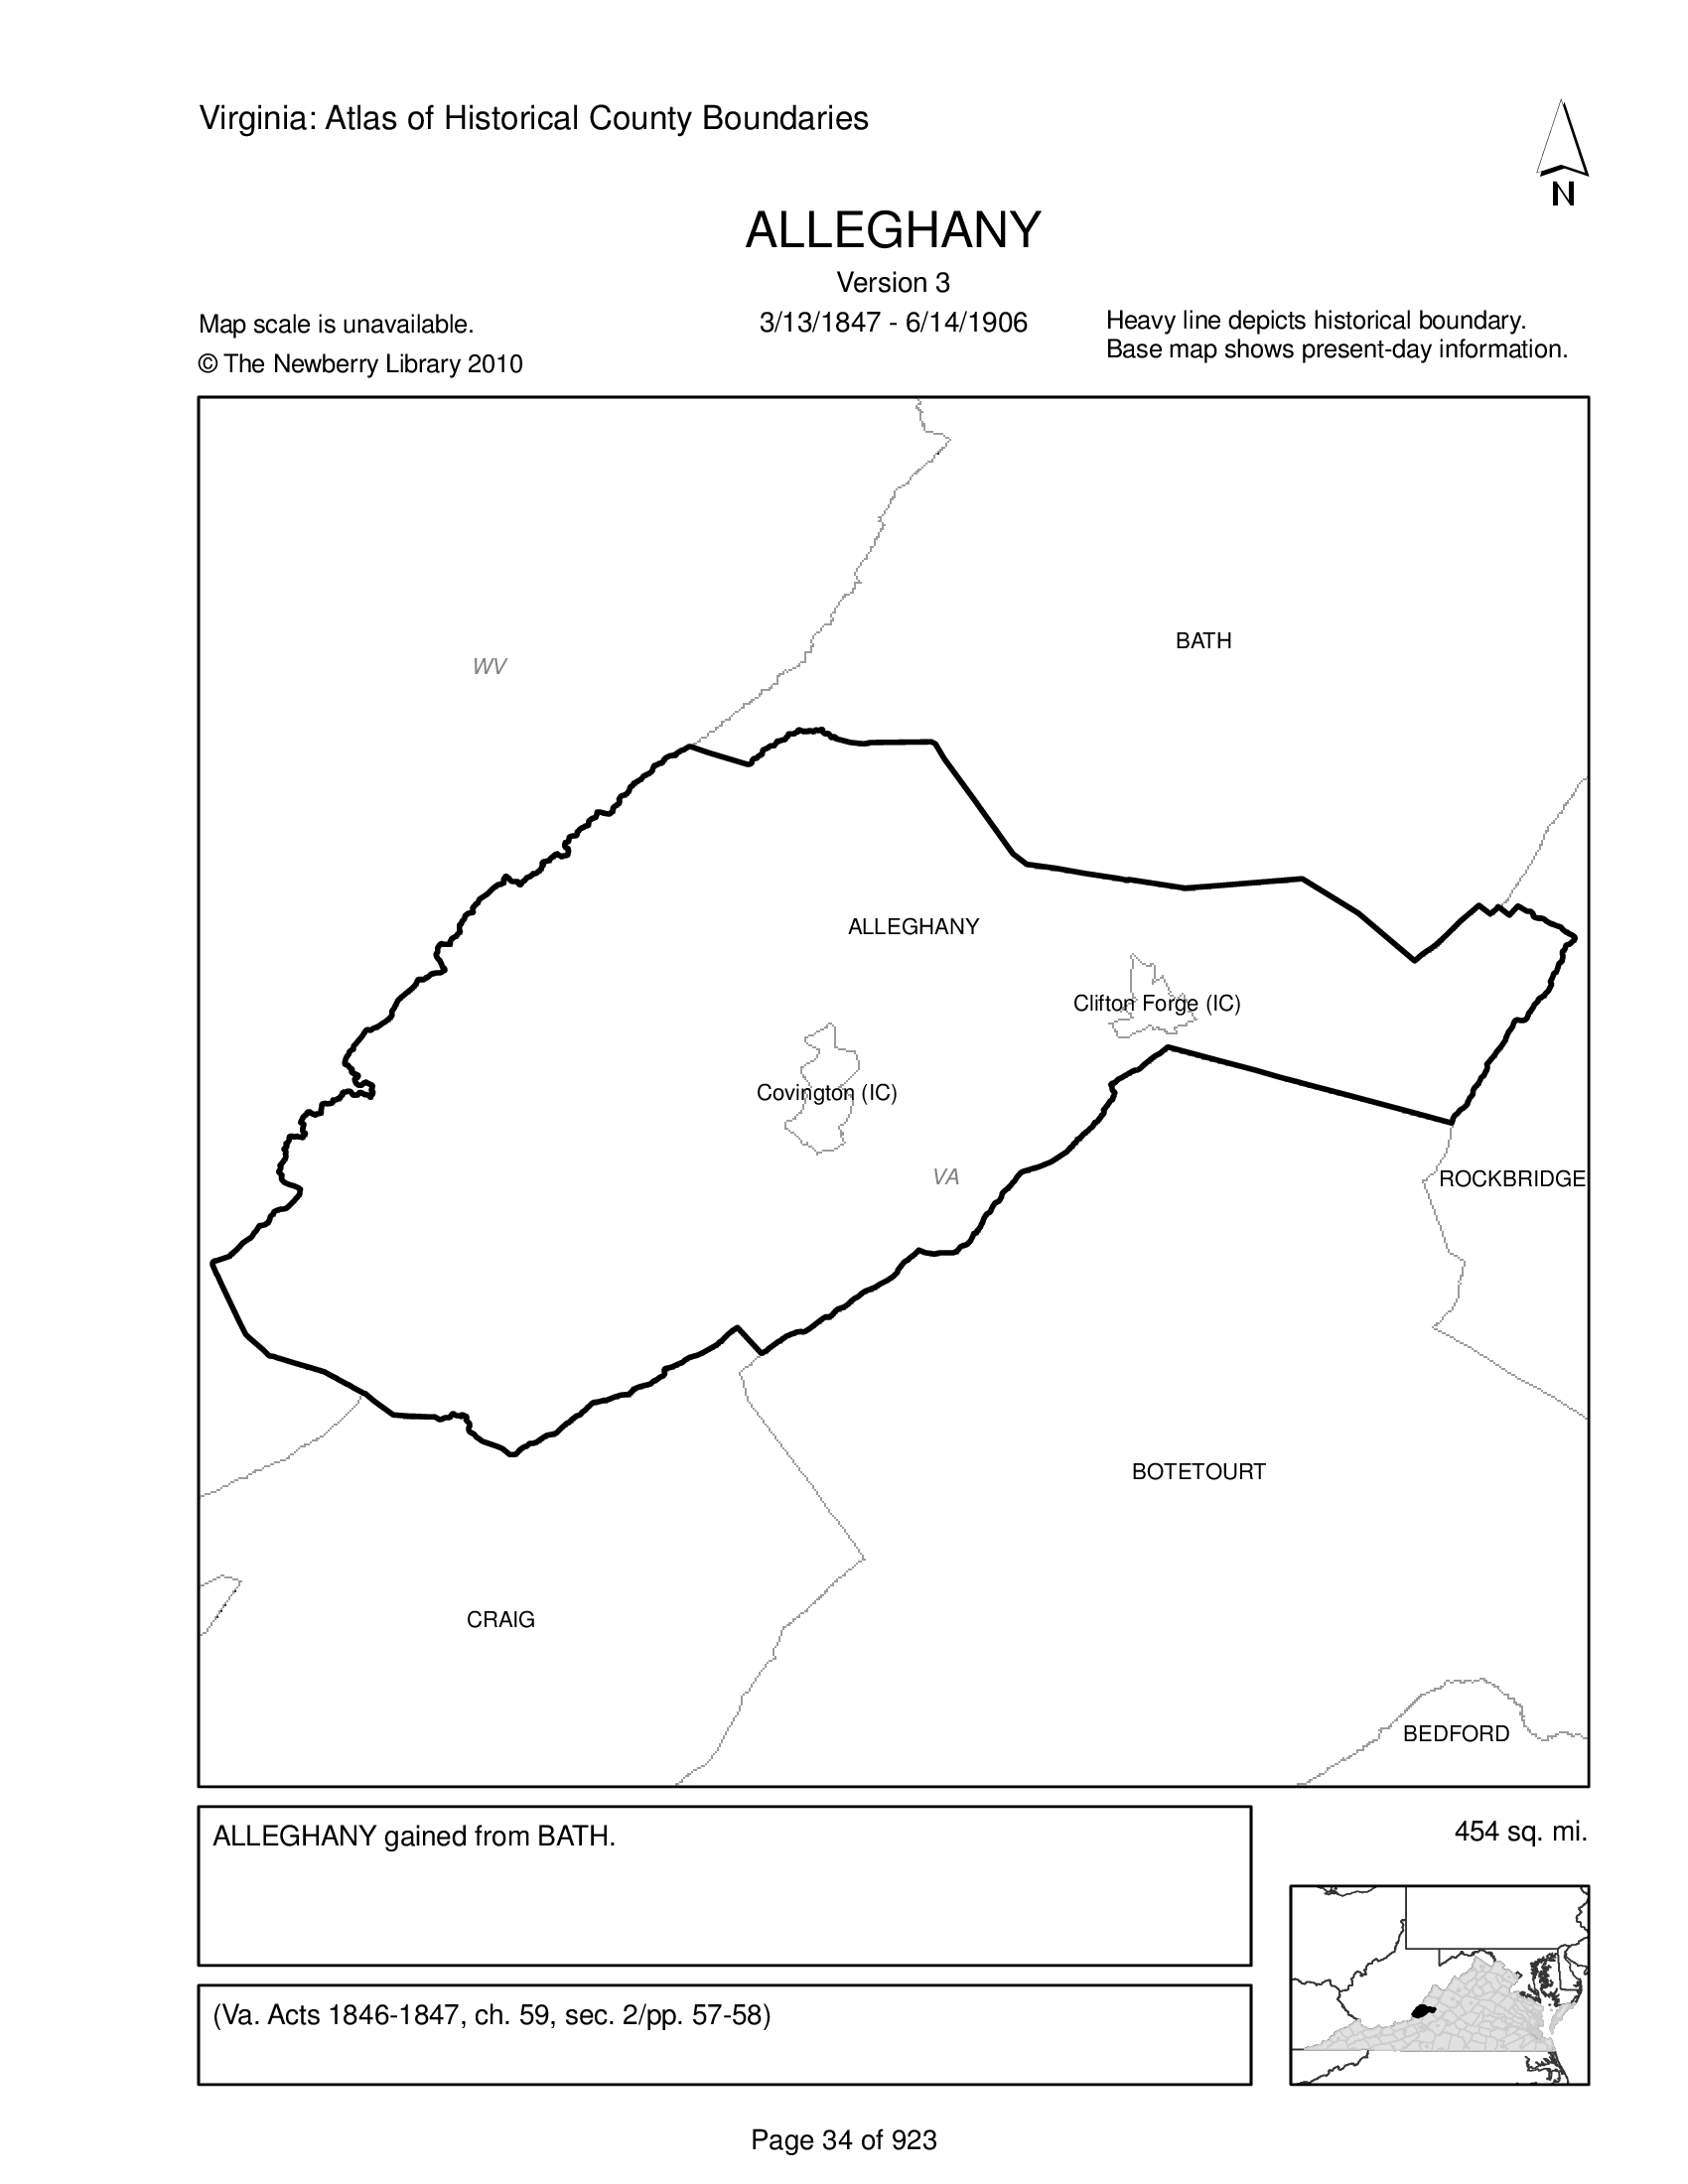 Virginia: Atlas of Historical County Boundaries
N
ALLEGHANY
Version 3
3/13/1847 - 6/14/1906
Map scale is unavailable.
© The Newberry Library 2010
Heavy line depicts historical boundary.
Base map shows present-day information.
BATH
WV
ALLEGHANY
Clifton Forge (IC)
Covington (IC)
VA
ROCKBRIDGE
BOTETOURT
CRAIG
BEDFORD
ALLEGHANY gained from BATH.
454 sq. mi.
(Va. Acts 1846-1847, ch. 59, sec. 2/pp. 57-58)
Page 34 of 923